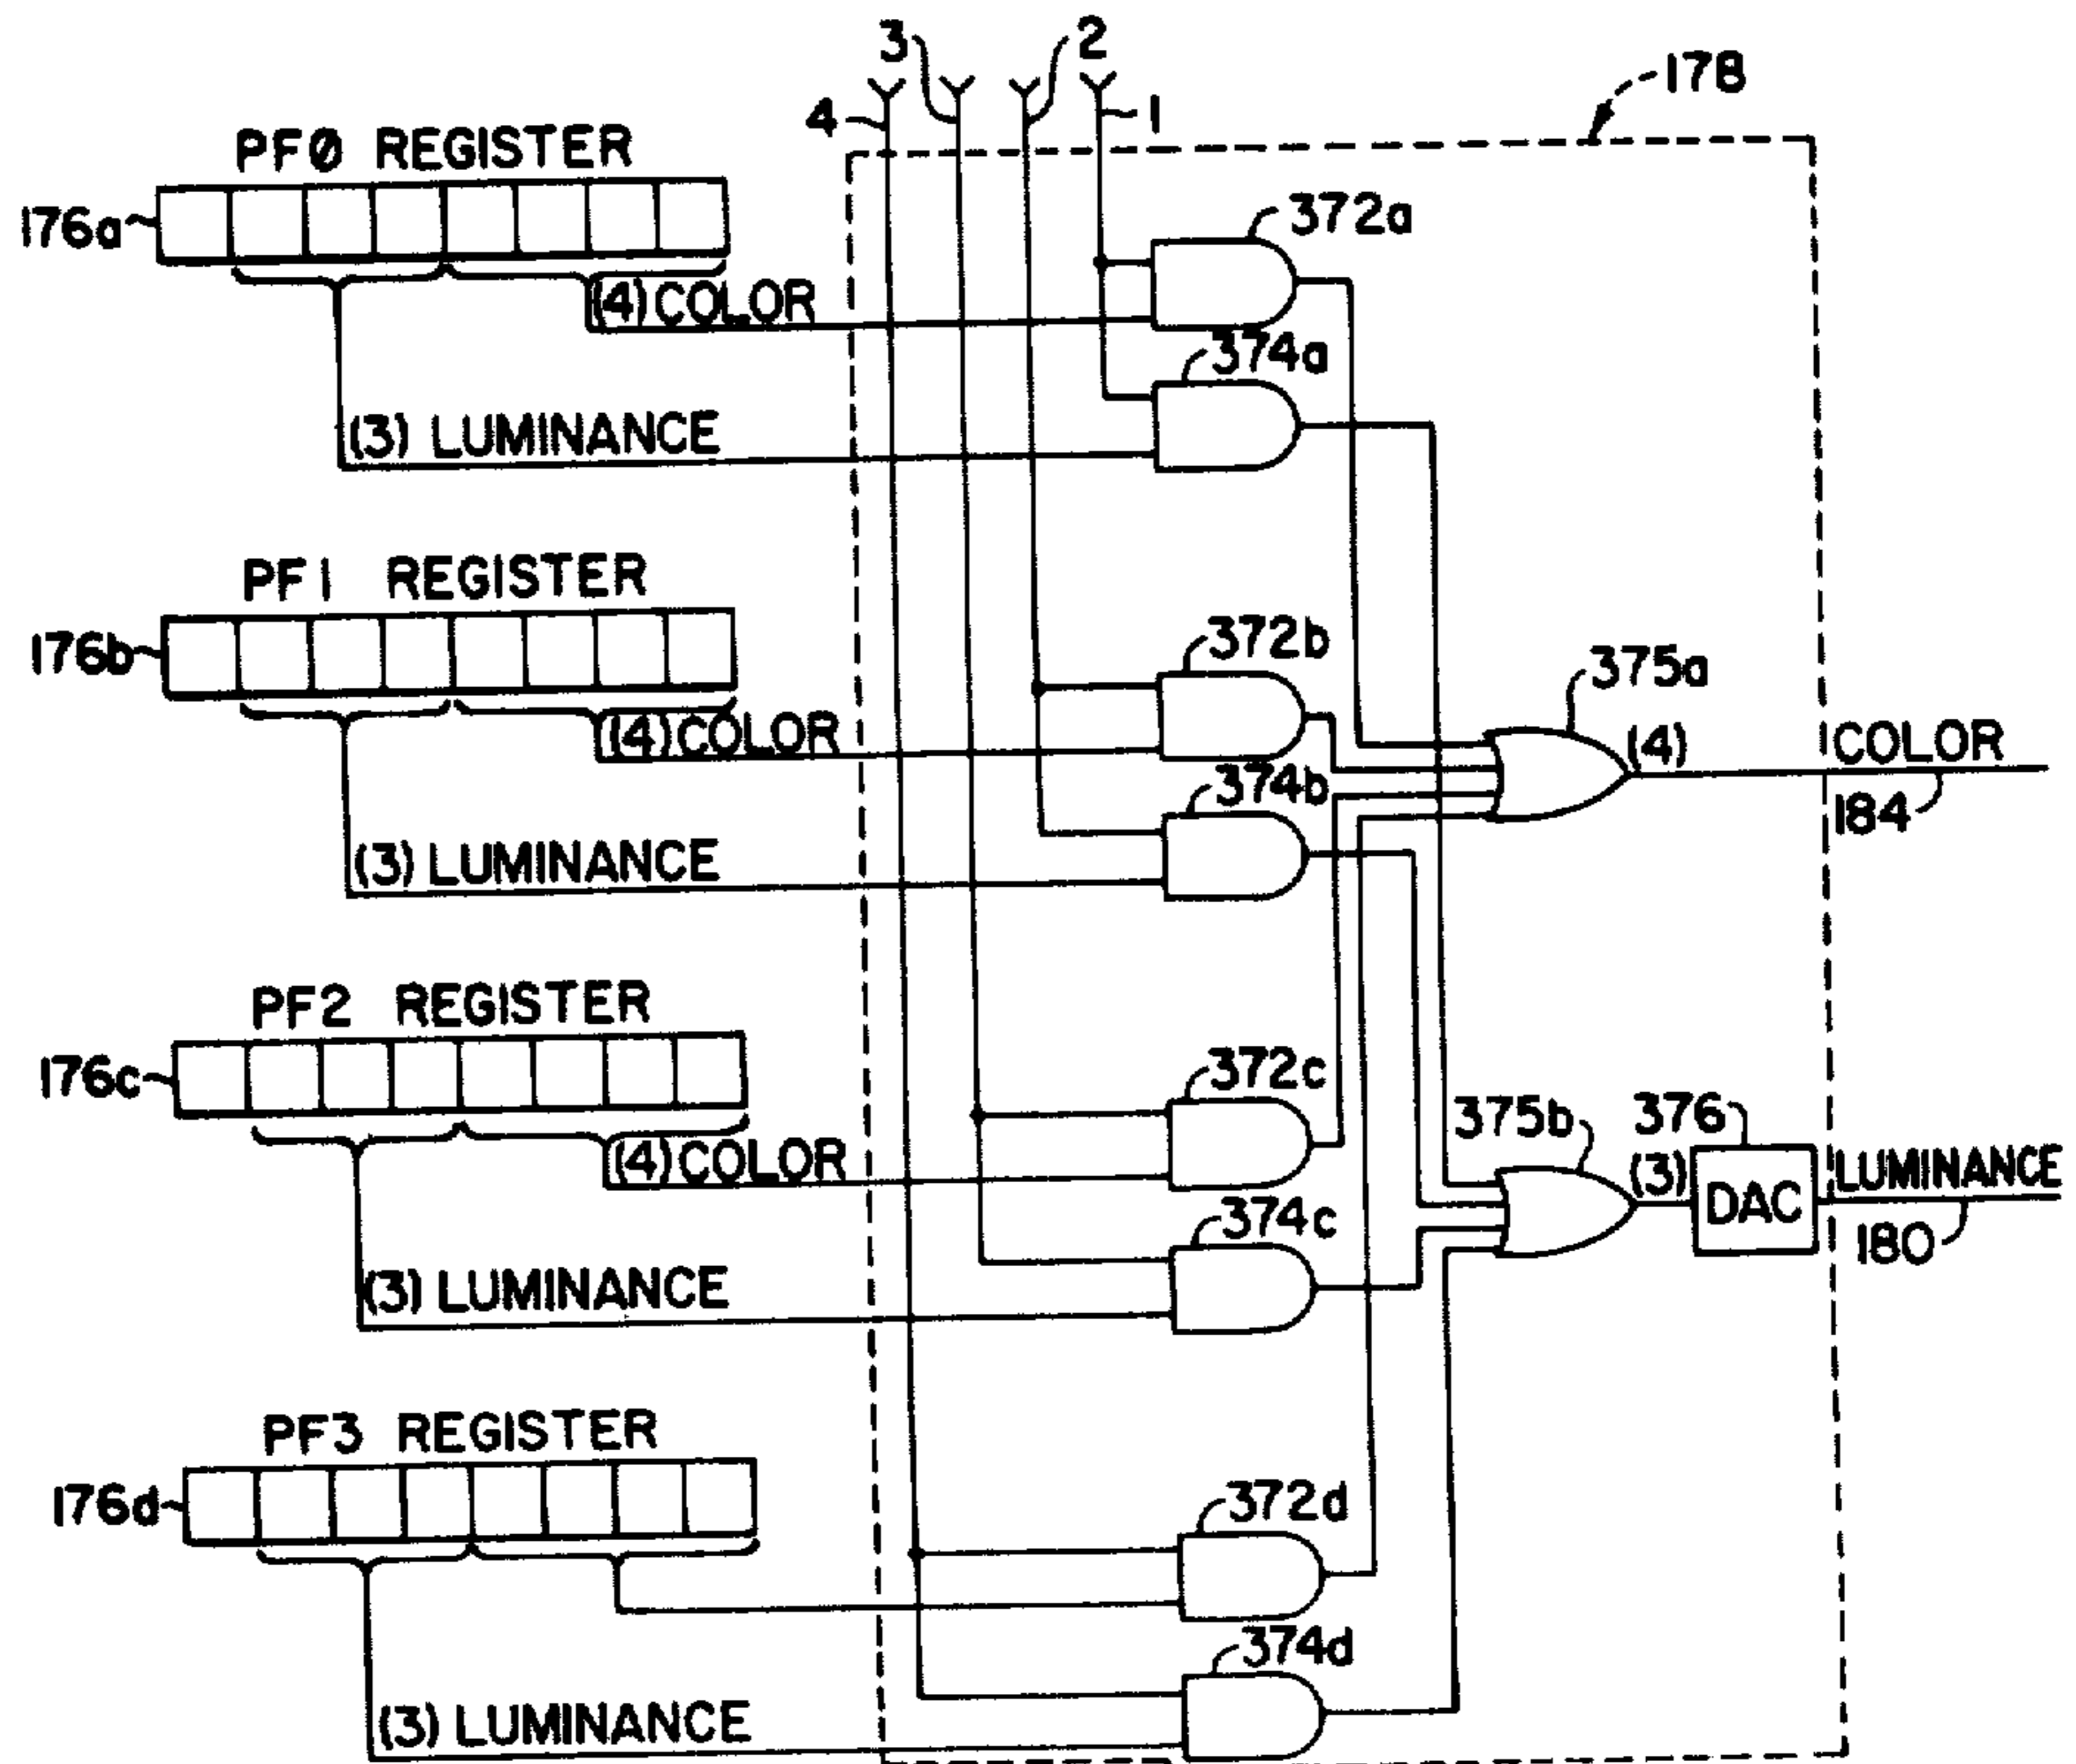 3 2
4 1
178
PFØ REGISTER
176a
372a
(4) COLOR
374a
(3) LUMINANCE
PF1 REGISTER
176b
372b
375a
(4) COLOR
(4) COLOR
374b
184
(3) LUMINANCE
PF2 REGISTER
176c
372c
375b
376
(4) COLOR
(3)
DAC
LUMINANCE
374c
180
(3) LUMINANCE
PF3 REGISTER
176d
372d
374d
(3) LUMINANCE